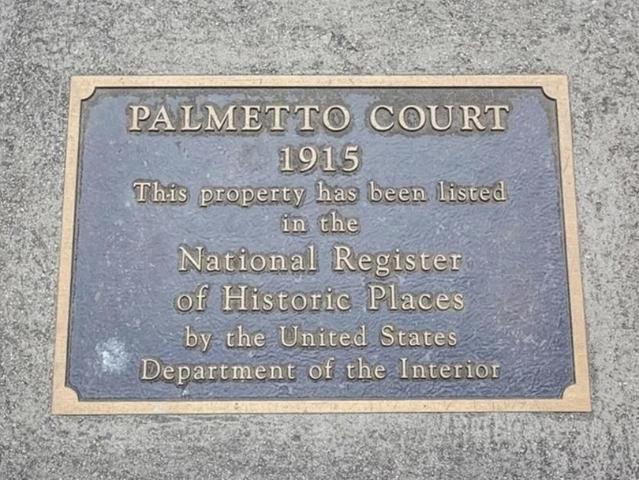 PALMETTO COURT
1915
This property has been listed
in the
National Register
of Historic Places
by the United States
Department of the Interior